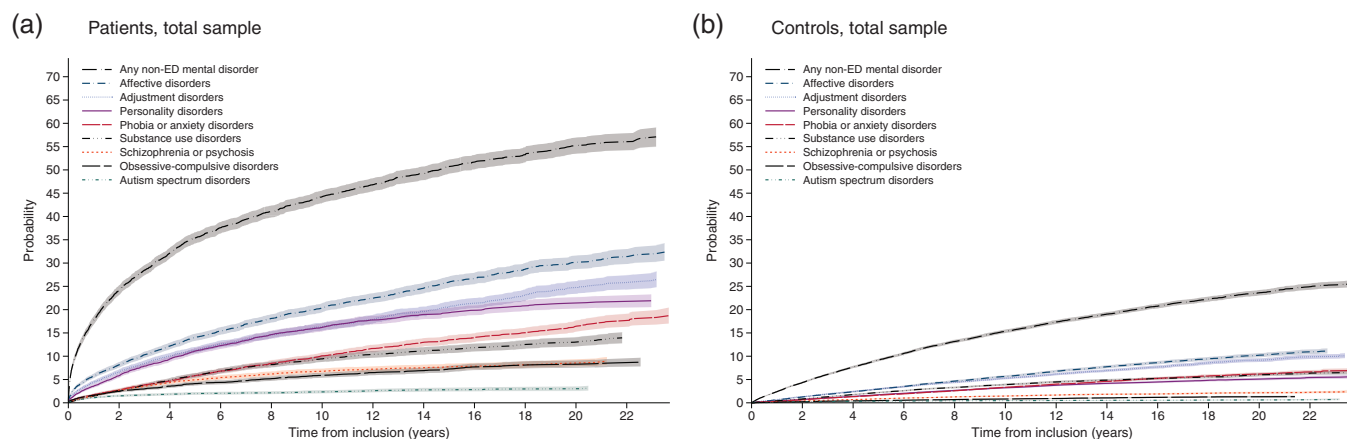 (a) Patients, total sample
70
65
60
55
50
45
40
35
30
25
20
15
10
5
0
Probability
Any non-ED mental disorder
Affective disorders
Adjustment disorders
Personality disorders
Phobia or anxiety disorders
Substance use disorders
Schizophrenia or psychosis
Obsessive-compulsive disorders
Autism spectrum disorders
0 2 4 6 8 10 12 14 16 18 20 22
Time from inclusion (years)
(b) Controls, total sample
70
65
60
55
50
45
40
35
30
25
20
15
10
5
0
Probability
Any non-ED mental disorder
Affective disorders
Adjustment disorders
Personality disorders
Phobia or anxiety disorders
Substance use disorders
Schizophrenia or psychosis
Obsessive-compulsive disorders
Autism spectrum disorders
0 2 4 6 8 10 12 14 16 18 20 22
Time from inclusion (years)